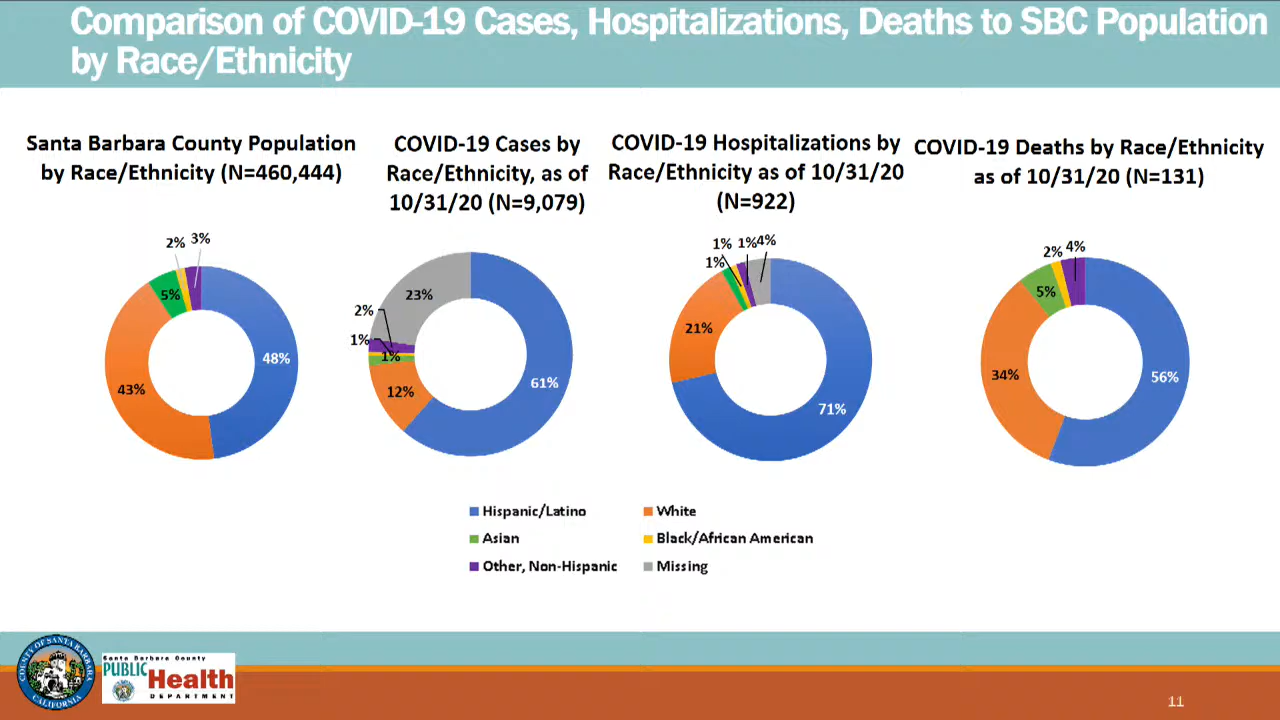 Comparison of COVID-19 Cases, Hospitalizations, Deaths to SBC Population
by Race/Ethnicity
Santa Barbara County Population
by Race/Ethnicity (N=460,444)
2%
3%
5%
48%
43%
COVID-19 Cases by
Race/Ethnicity, as of
10/31/20 (N=9,079)
23%
2%
1%
1%
12%
61%
COVID-19 Hospitalizations by
Race/Ethnicity as of 10/31/20
(N=922)
1%
1%
4%
1%
21%
71%
COVID-19 Deaths by Race/Ethnicity
as of 10/31/20 (N=131)
2%
4%
5%
34%
56%
Hispanic/Latino
White
Asian
Black/African American
Other, Non-Hispanic
Missing
COUNTY OF SANTA BARBARA
CALIFORNIA
Santa Barbara County
PUBLIC
Health
DEPARTMENT
11